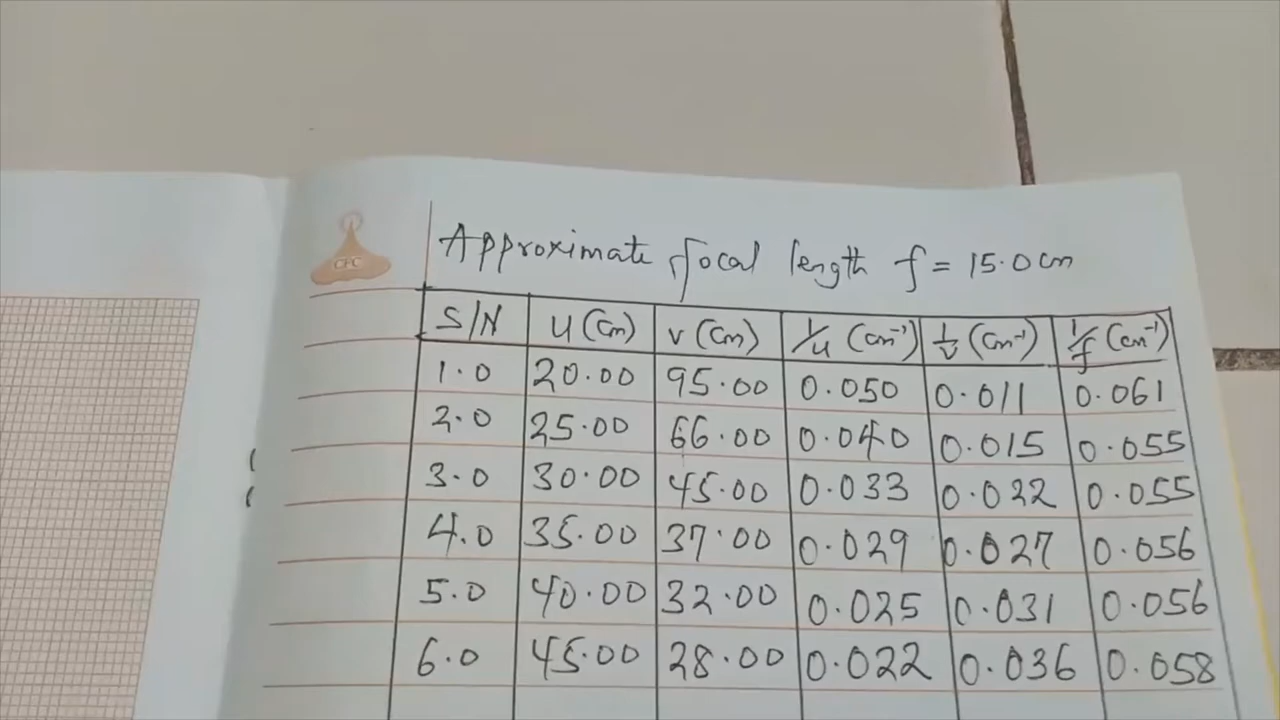 Approximate focal length f = 15.0cm
S/N U(cm) v(cm) 1/u (cm⁻¹) 1/v (cm⁻¹) 1/f (cm⁻¹)
1.0 20.00 95.00 0.050 0.011 0.061
2.0 25.00 66.00 0.040 0.015 0.055
3.0 30.00 45.00 0.033 0.022 0.055
4.0 35.00 37.00 0.029 0.027 0.056
5.0 40.00 32.00 0.025 0.031 0.056
6.0 45.00 28.00 0.022 0.036 0.058